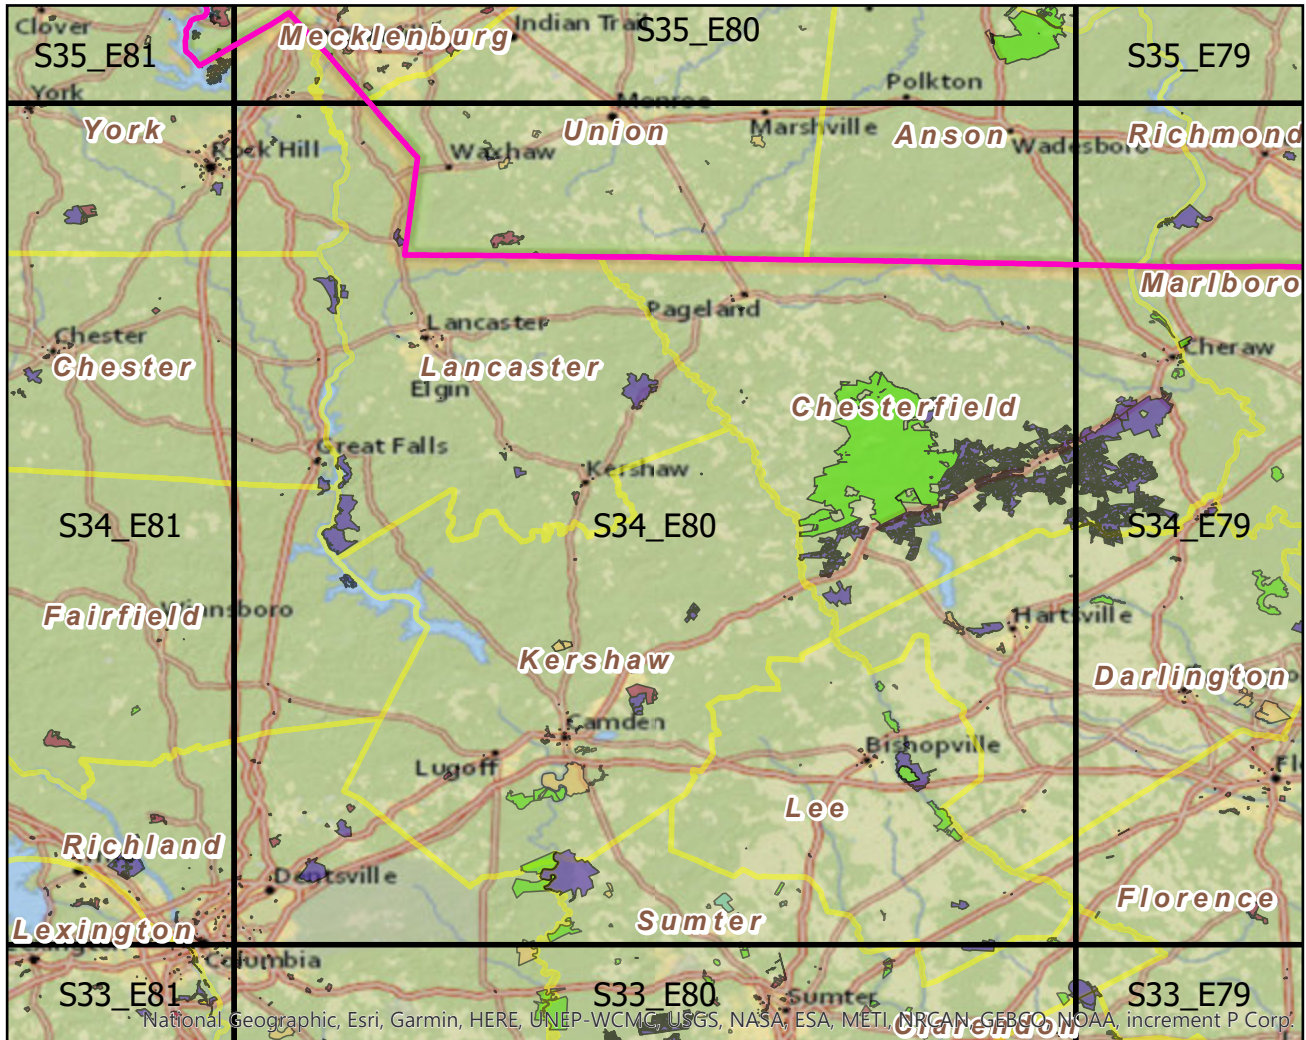 Clover
Indian Trail
S35_E81
Mecklenburg
S35_E80
S35_E79
York
Polkton
Monroe
York
Union
Marshville
Anson
Richmond
Rock Hill
Waxhaw
Wadesboro
Marlboro
Pageland
Chester
Lancaster
Cheraw
Chester
Lancaster
Elgin
Chesterfield
Great Falls
Kershaw
S34_E81
S34_E80
S34_E79
Fairfield
Winnsboro
Hartsville
Kershaw
Darlington
Camden
Bishopville
Lugoff
Lee
Richland
Dentsville
Florence
Lexington
Sumter
Columbia
S33_E81
S33_E80
S33_E79
Sumter
National Geographic, Esri, Garmin, HERE, UNEP-WCMC, USGS, NASA, ESA, METI, NRCAN, GEBCO, NOAA, increment P Corp.
Clarendon